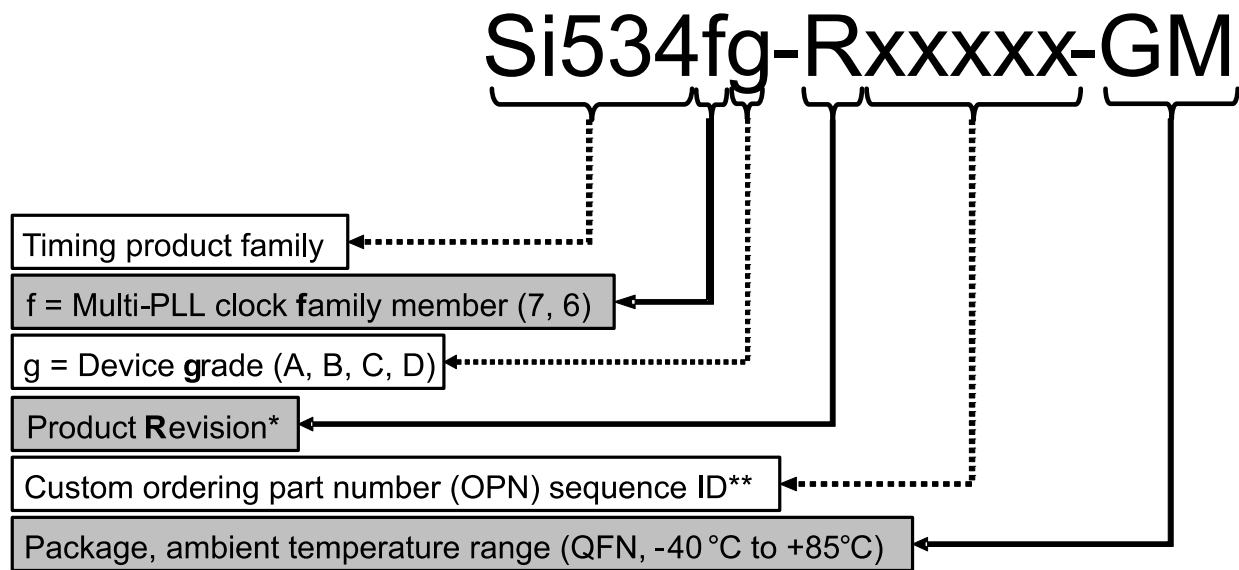 Si534fg-Rxxxxx-GM
Timing product family
f = Multi-PLL clock family member (7, 6)
g = Device grade (A, B, C, D)
Product Revision*
Custom ordering part number (OPN) sequence ID**
Package, ambient temperature range (QFN, -40 °C to +85°C)